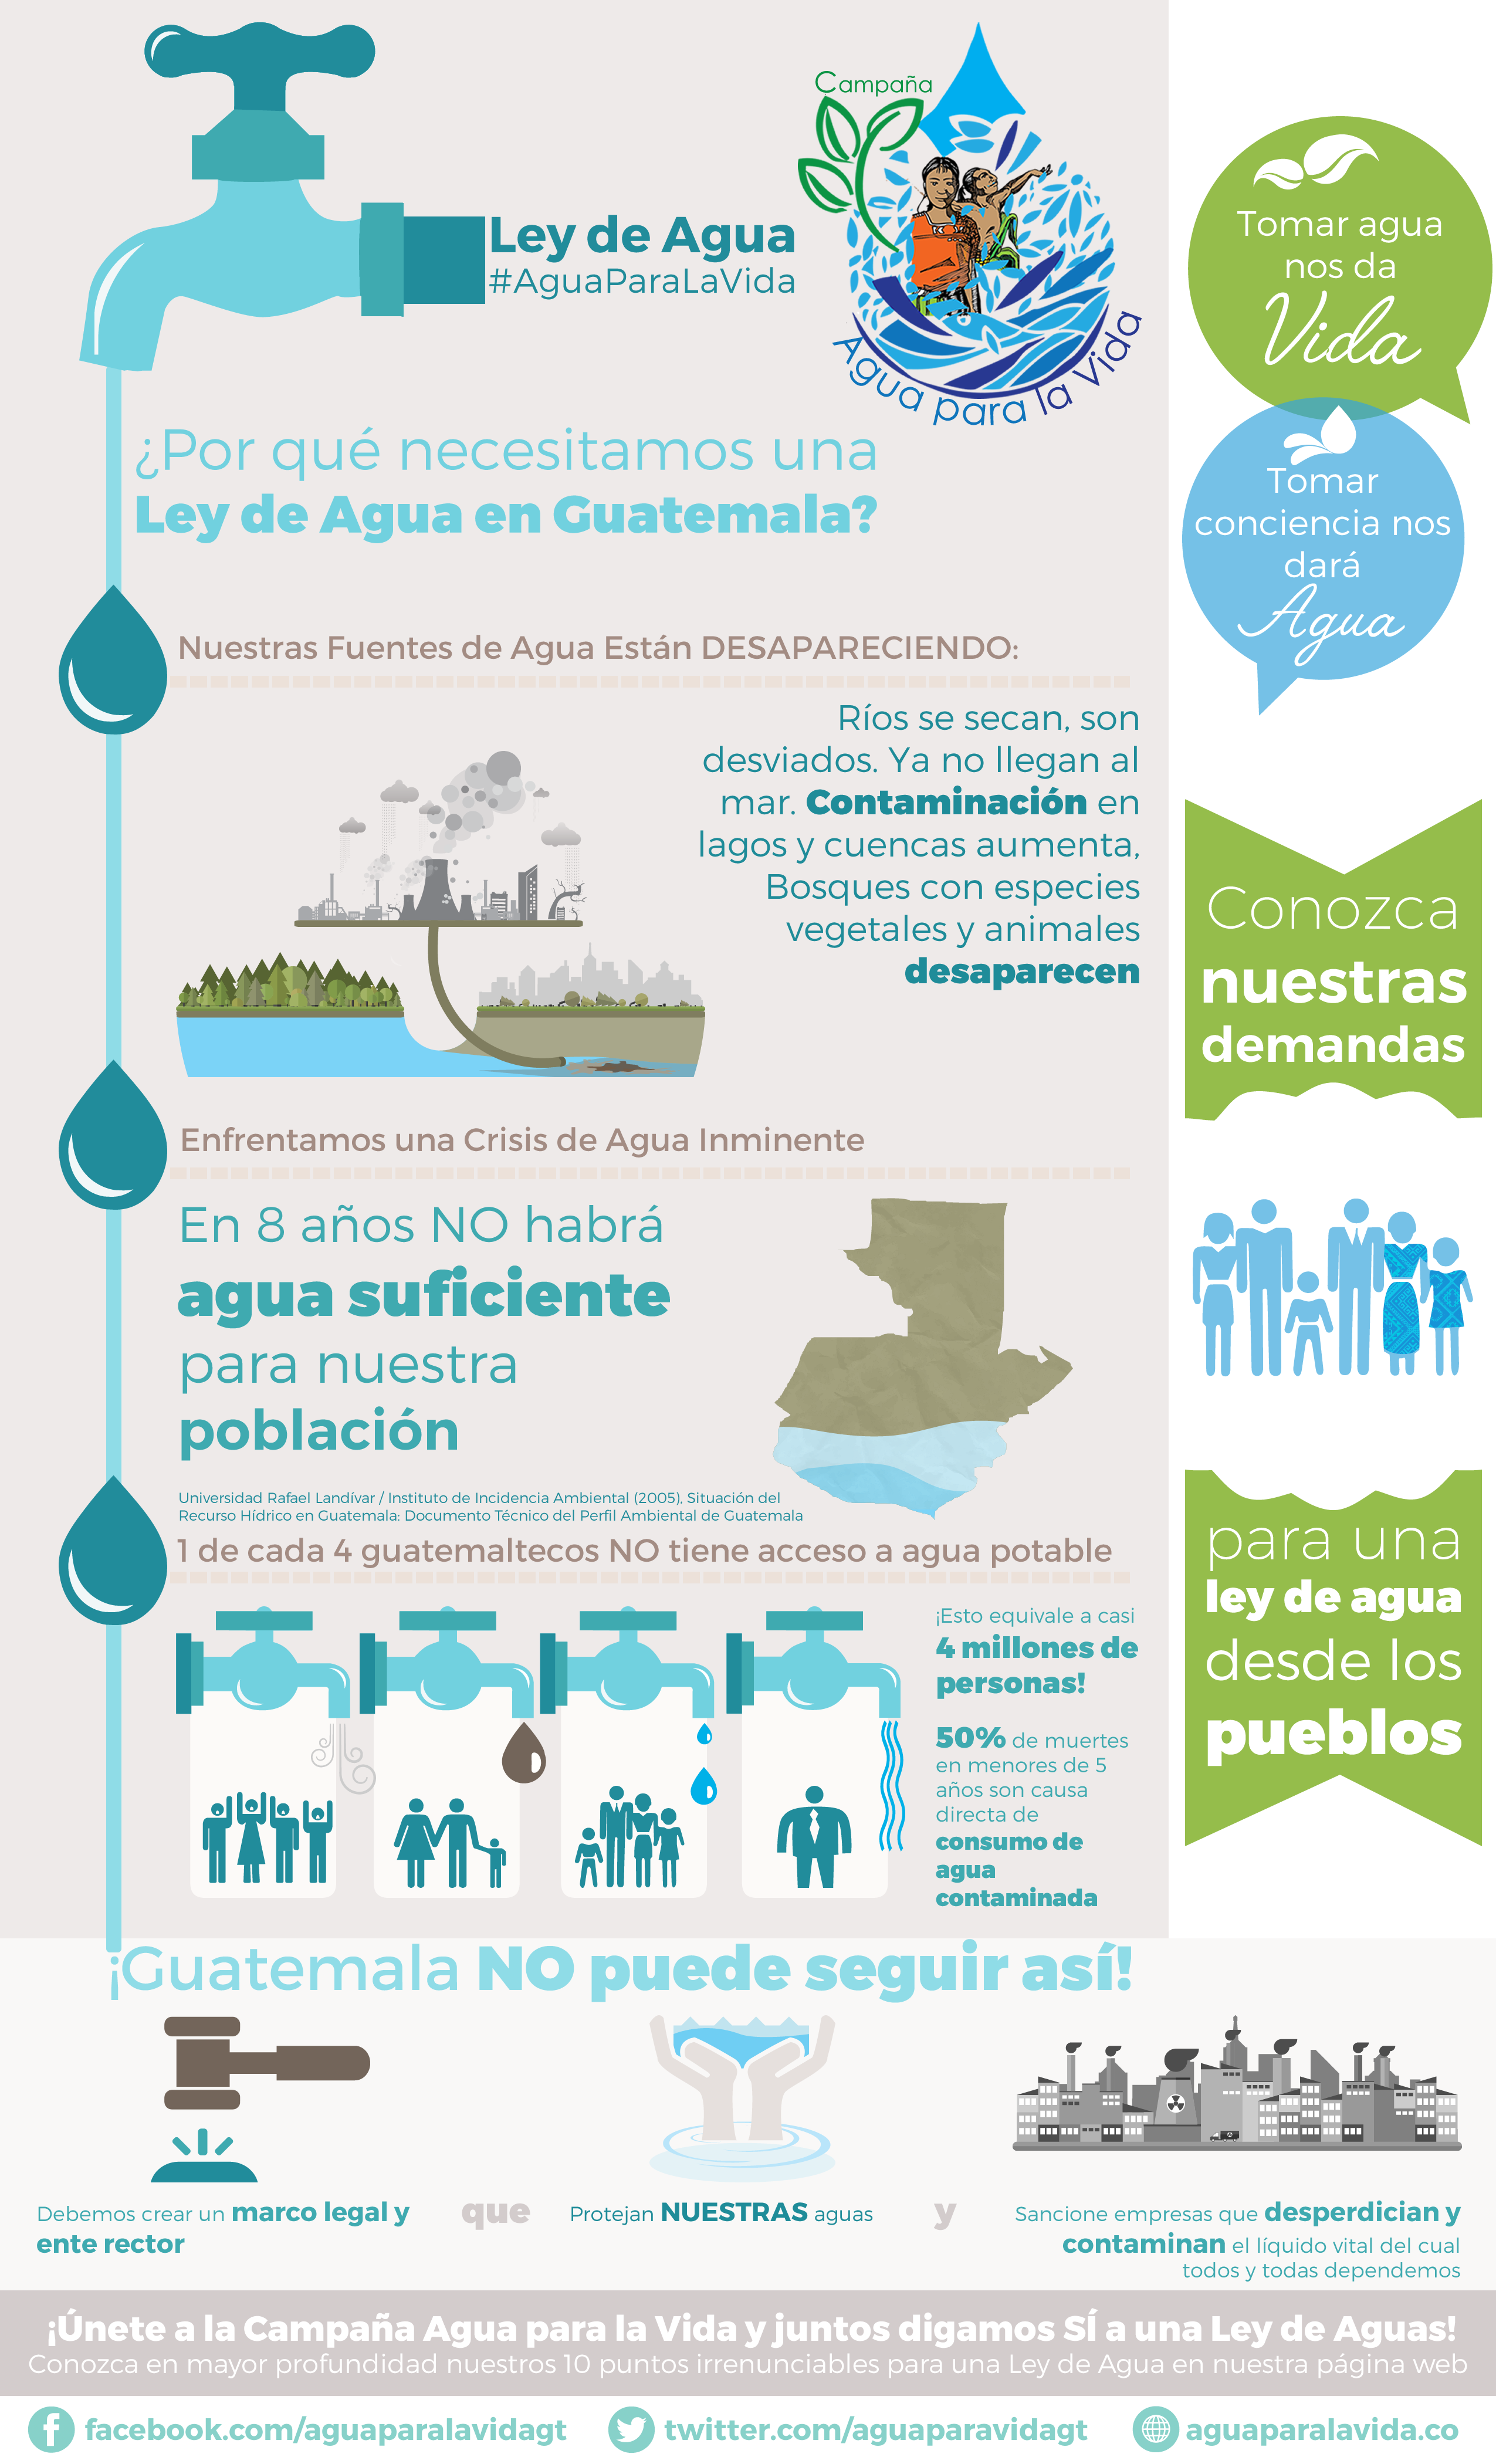 Campaña
Agua para la Vida
Ley de Agua
#AguaParaLaVida
Tomar agua
nos da
Vida
Tomar
conciencia nos
dará
Agua
¿Por qué necesitamos una
Ley de Agua en Guatemala?
Nuestras Fuentes de Agua Están DESAPARECIENDO:
Ríos se secan, son
desviados. Ya no llegan al
mar. Contaminación en
lagos y cuencas aumenta,
Bosques con especies
vegetales y animales
desaparecen
Conozca
nuestras
demandas
Enfrentamos una Crisis de Agua Inminente
En 8 años NO habrá
agua suficiente
para nuestra
población
Universidad Rafael Landívar / Instituto de Incidencia Ambiental (2005), Situación del
Recurso Hídrico en Guatemala: Documento Técnico del Perfil Ambiental de Guatemala
para una
ley de agua
desde los
pueblos
1 de cada 4 guatemaltecos NO tiene acceso a agua potable
¡Esto equivale a casi
4 millones de
personas!
50% de muertes
en menores de 5
años son causa
directa de
consumo de
agua
contaminada
¡Guatemala NO puede seguir así!
Debemos crear un marco legal y
ente rector
que
Protejan NUESTRAS aguas
y
Sancione empresas que desperdician y
contaminan el líquido vital del cual
todos y todas dependemos
¡Únete a la Campaña Agua para la Vida y juntos digamos SÍ a una Ley de Aguas!
Conozca en mayor profundidad nuestros 10 puntos irrenunciables para una Ley de Agua en nuestra página web
facebook.com/aguaparalavidagt
twitter.com/aguaparavidagt
aguaparalavida.co